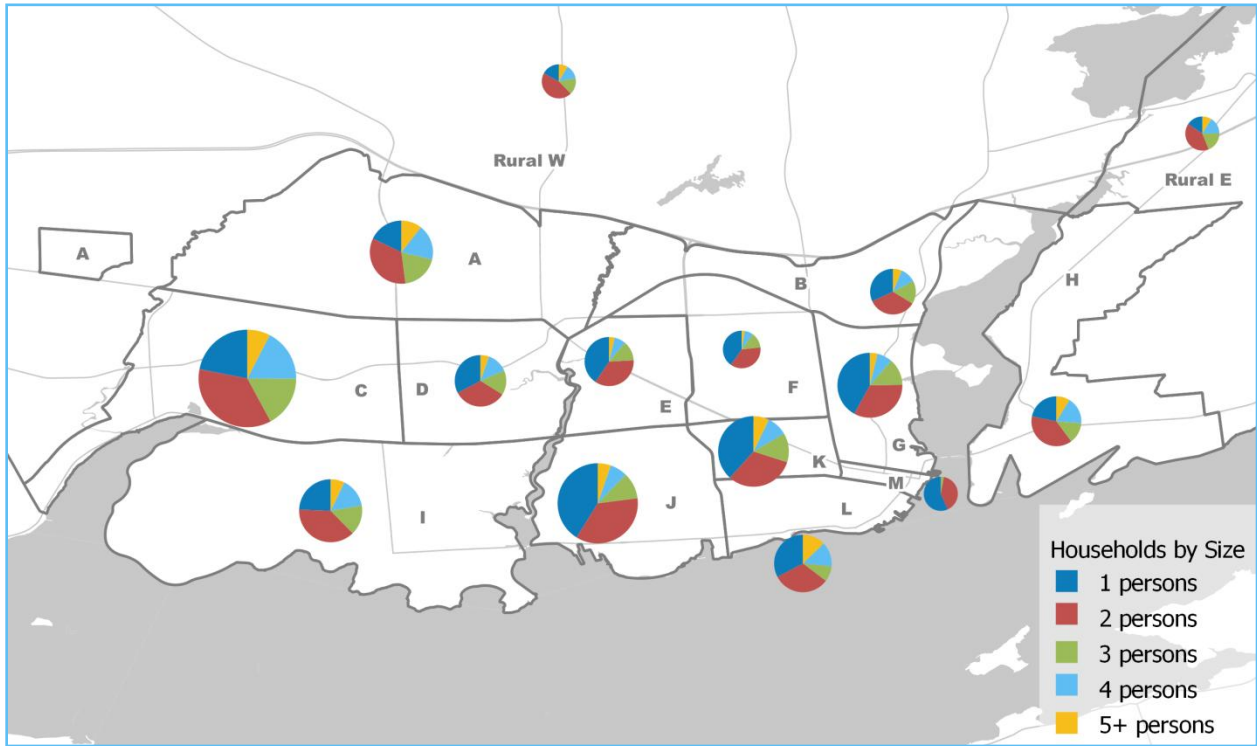 Rural W
Rural E
A
A
H
B
C
D
E
F
G
K
M
I
J
L
Households by Size
1 persons
2 persons
3 persons
4 persons
5+ persons